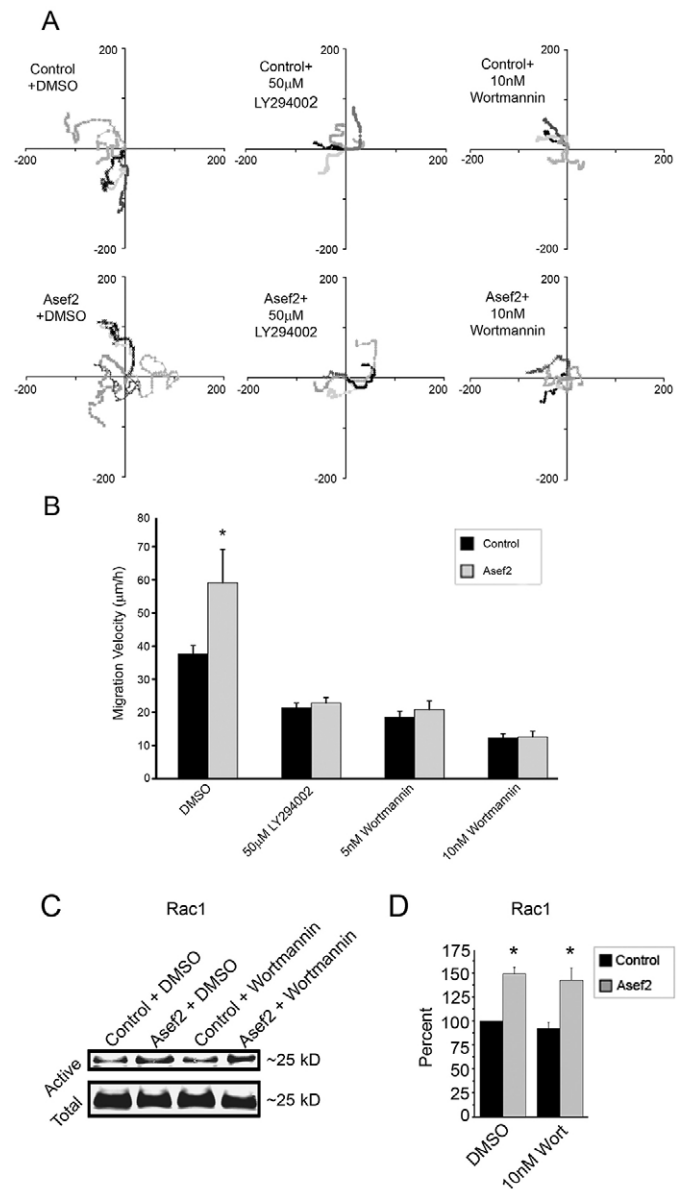 A
Control
+DMSO
200
-200
200
-200
Control+
50μM
LY294002
200
-200
200
-200
Control+
10nM
Wortmannin
200
-200
200
-200
Asef2
+DMSO
200
-200
200
-200
Asef2+
50μM
LY294002
200
-200
200
-200
Asef2+
10nM
Wortmannin
200
-200
200
-200
B
Migration Velocity (μm/h)
80
70
60
50
40
30
20
10
0
*
Control
Asef2
DMSO
50μM LY294002
5nM Wortmannin
10nM Wortmannin
C
Rac1
Control + DMSO
Asef2 + DMSO
Control + Wortmannin
Asef2 + Wortmannin
Active
~25 kD
Total
~25 kD
D
Rac1
Percent
175
150
125
100
75
50
25
0
*
*
Control
Asef2
DMSO
10nM Wort